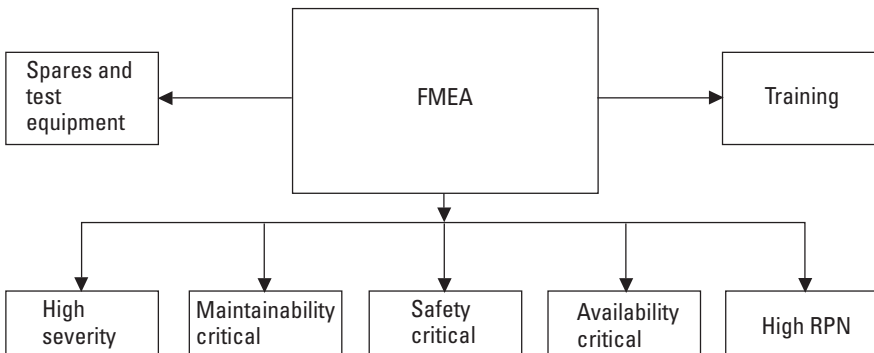 Spares and
test
equipment
FMEA
Training
High
severity
Maintainability
critical
Safety
critical
Availability
critical
High RPN